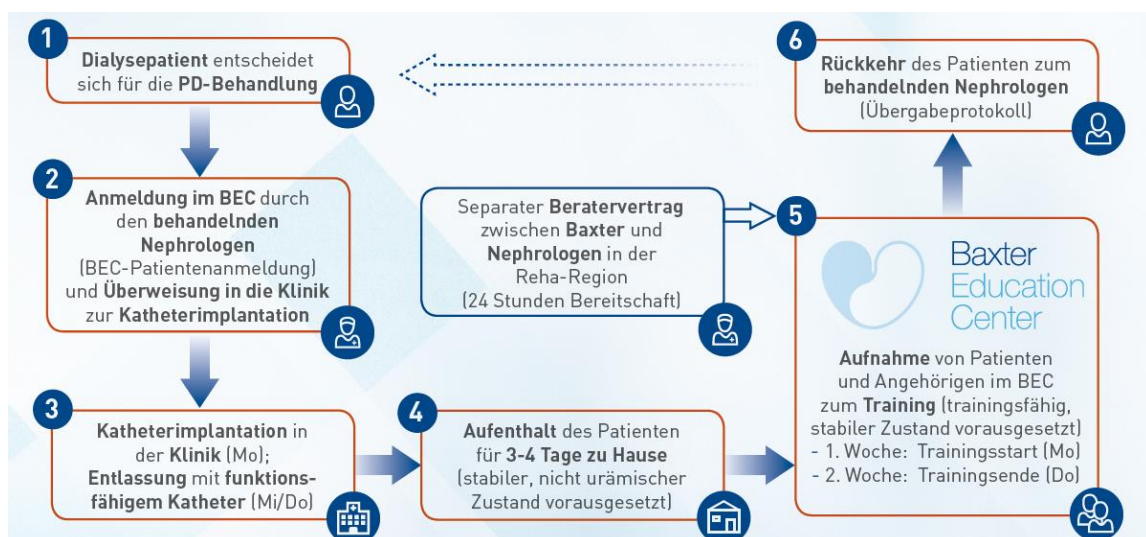 1
Dialysepatient entscheidet
sich für die PD-Behandlung
2
Anmeldung im BEC durch
den behandelnden
Nephrologen
(BEC-Patientenanmeldung)
und Überweisung in die Klinik
zur Katheterimplantation
3
Katheterimplantation in
der Klinik (Mo);
Entlassung mit funktions-
fähigem Katheter (Mi/Do)
4
Aufenthalt des Patienten
für 3-4 Tage zu Hause
(stabiler, nicht urämischer
Zustand vorausgesetzt)
Separater Beratervertrag
zwischen Baxter und
Nephrologen in der
Reha-Region
(24 Stunden Bereitschaft)
5
Baxter
Education
Center
Aufnahme von Patienten
und Angehörigen im BEC
zum Training (trainingsfähig,
stabiler Zustand vorausgesetzt)
- 1. Woche: Trainingsstart (Mo)
- 2. Woche: Trainingsende (Do)
6
Rückkehr des Patienten zum
behandelnden Nephrologen
(Übergabeprotokoll)